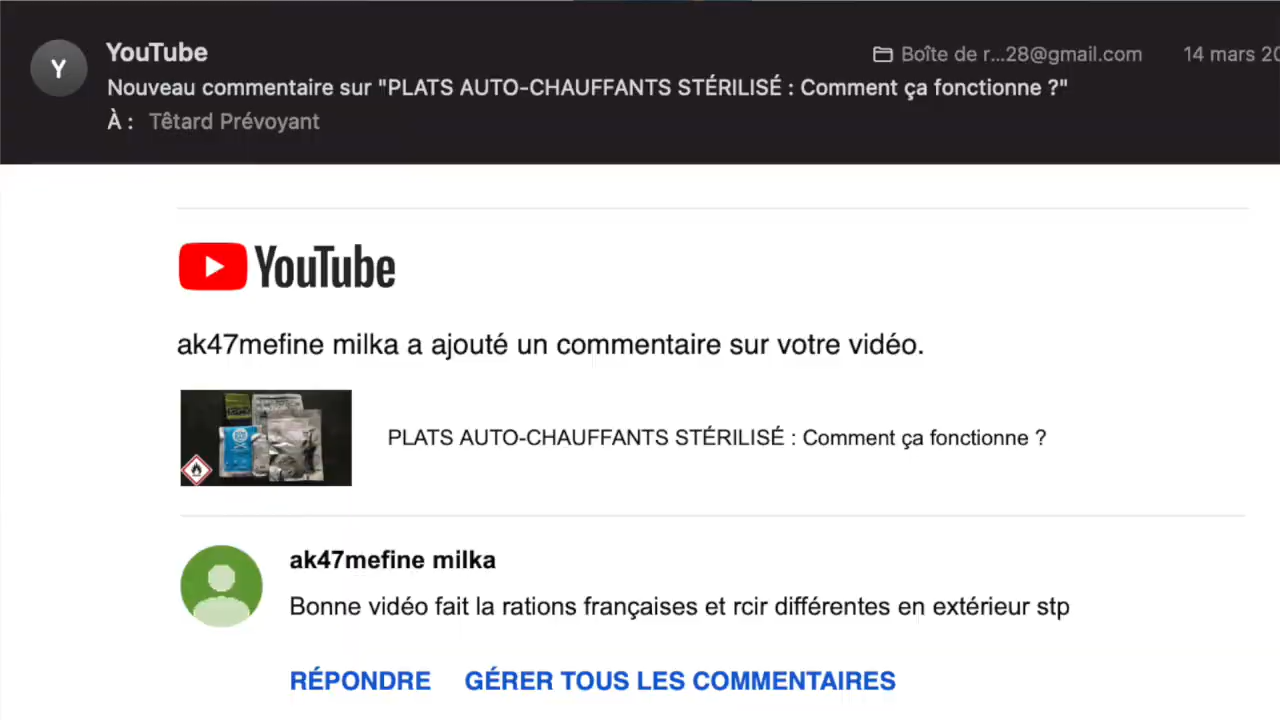 Y
YouTube
Boîte de r...28@gmail.com
14 mars 20
Nouveau commentaire sur "PLATS AUTO-CHAUFFANTS STÉRILISÉ : Comment ça fonctionne ?"
À : Têtard Prévoyant
YouTube
ak47mefine milka a ajouté un commentaire sur votre vidéo.
PLATS AUTO-CHAUFFANTS STÉRILISÉ : Comment ça fonctionne ?
ak47mefine milka
Bonne vidéo fait la rations françaises et rcir différentes en extérieur stp
RÉPONDRE
GÉRER TOUS LES COMMENTAIRES